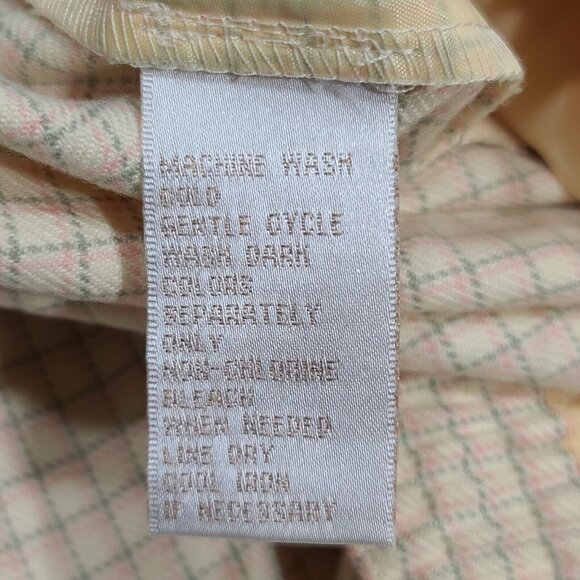 MACHINE WASH
COLD
GENTLE CYCLE
WASH DARK
COLORS
SEPARATELY
ONLY
NON-CHLORINE
BLEACH
WHEN NEEDED
LINE DRY
COOL IRON
IF NECESSARY